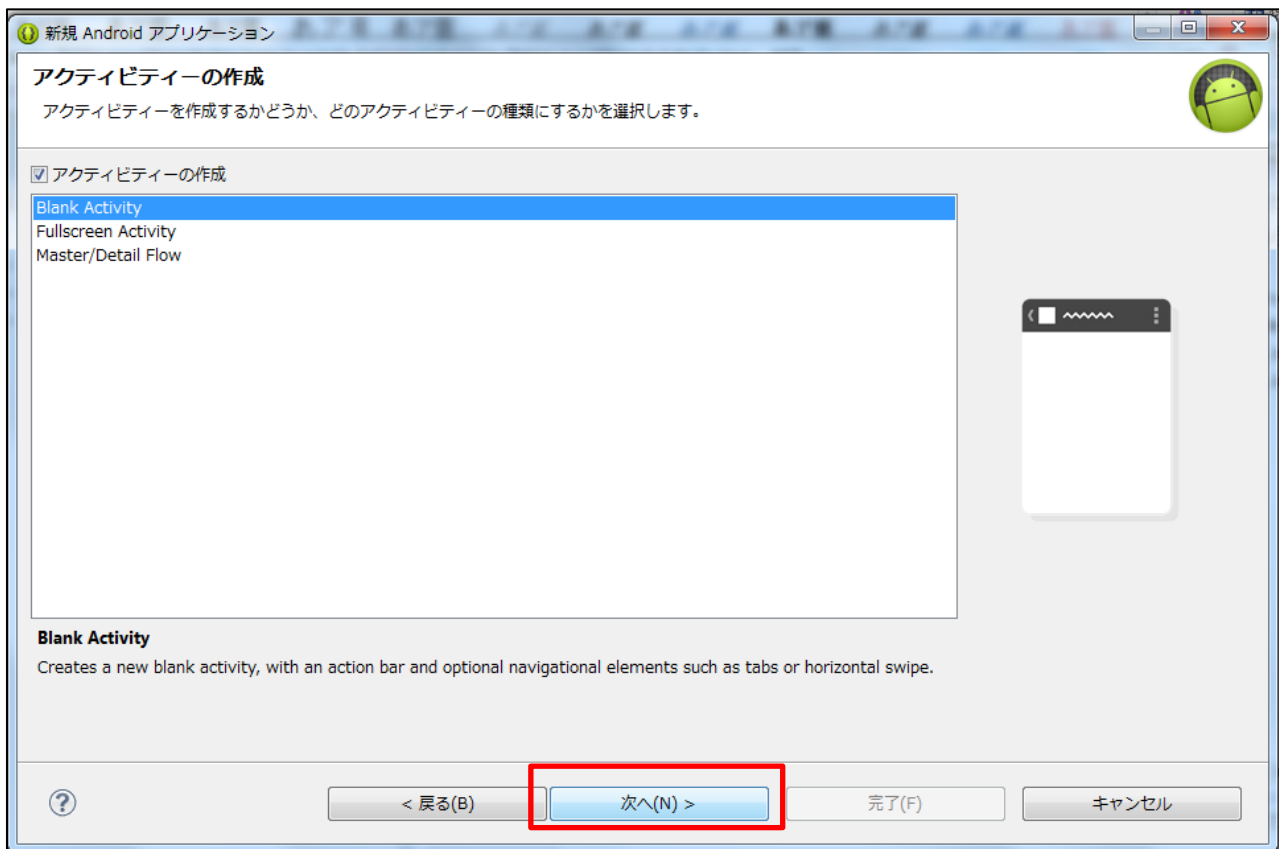 新規 Android アプリケーション
アクティビティーの作成
アクティビティーを作成するかどうか、どのアクティビティーの種類にするかを選択します。
アクティビティーの作成
Blank Activity
Fullscreen Activity
Master/Detail Flow
Blank Activity
Creates a new blank activity, with an action bar and optional navigational elements such as tabs or horizontal swipe.
< 戻る(B)
次へ(N) >
完了(F)
キャンセル